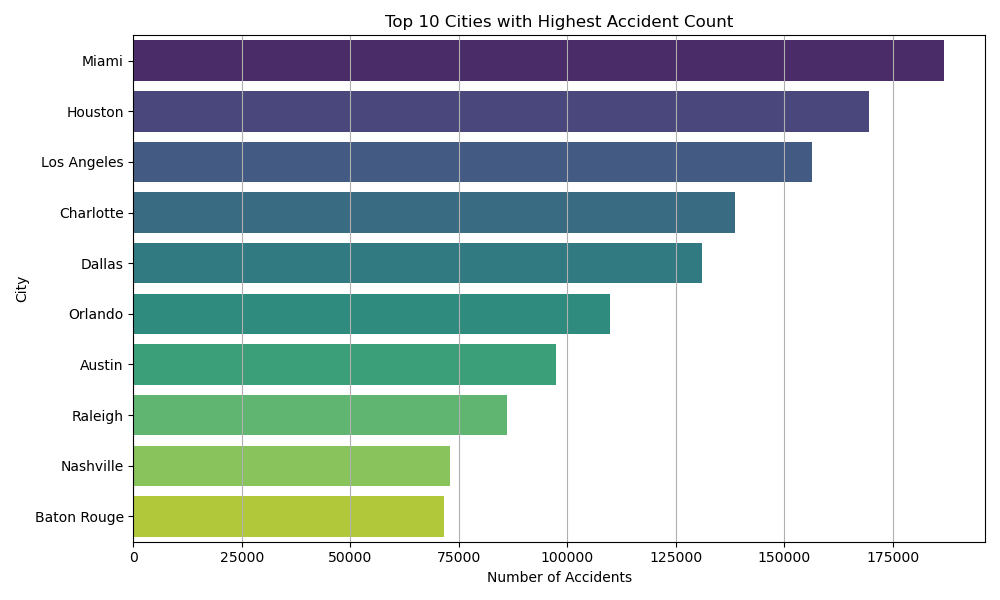 Top 10 Cities with Highest Accident Count
City
Miami
Houston
Los Angeles
Charlotte
Dallas
Orlando
Austin
Raleigh
Nashville
Baton Rouge
0 25000 50000 75000 100000 125000 150000 175000
Number of Accidents